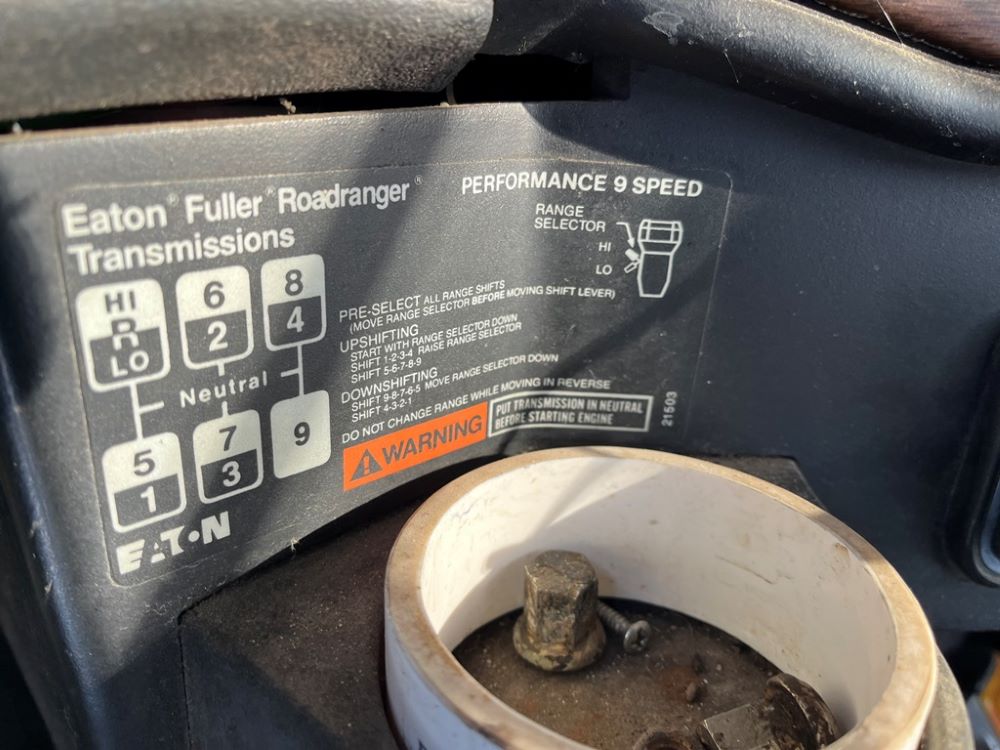 Eaton® Fuller® Roadranger®
Transmissions
PERFORMANCE 9 SPEED
RANGE
SELECTOR
HI
LO
HI
R
LO
6
2
8
4
Neutral
5
1
7
3
9
PRE-SELECT ALL RANGE SHIFTS
(MOVE RANGE SELECTOR BEFORE MOVING SHIFT LEVER)
UPSHIFTING
START WITH RANGE SELECTOR DOWN
SHIFT 1-2-3-4 RAISE RANGE SELECTOR
SHIFT 5-6-7-8-9
DOWNSHIFTING
SHIFT 9-8-7-6-5 MOVE RANGE SELECTOR DOWN
SHIFT 4-3-2-1
DO NOT CHANGE RANGE WHILE MOVING IN REVERSE
WARNING
PUT TRANSMISSION IN NEUTRAL
BEFORE STARTING ENGINE
21503
EATON